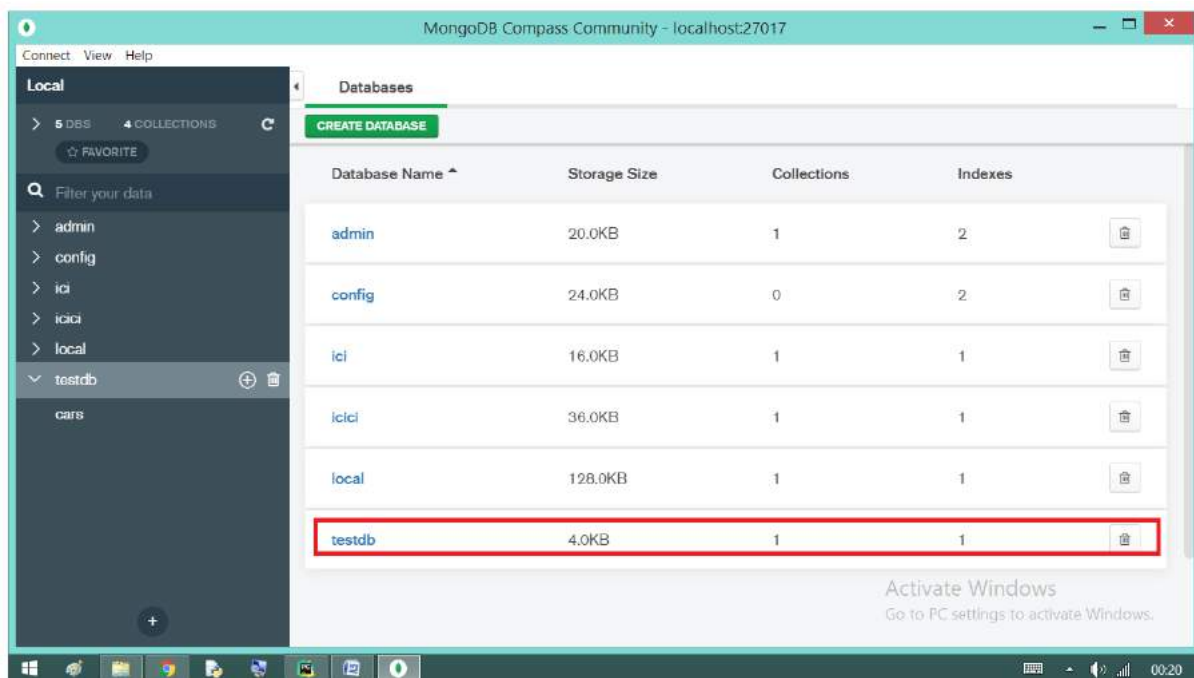 MongoDB Compass Community - localhost:27017
Connect View Help
Local
5 DBS 4 COLLECTIONS
FAVORITE
Filter your data
admin
config
ici
icici
local
testdb
cars
Databases
CREATE DATABASE
Database Name Storage Size Collections Indexes
admin 20.0KB 1 2
config 24.0KB 0 2
ici 16.0KB 1 1
icici 36.0KB 1 1
local 128.0KB 1 1
testdb 4.0KB 1 1
Activate Windows
Go to PC settings to activate Windows.
00:20